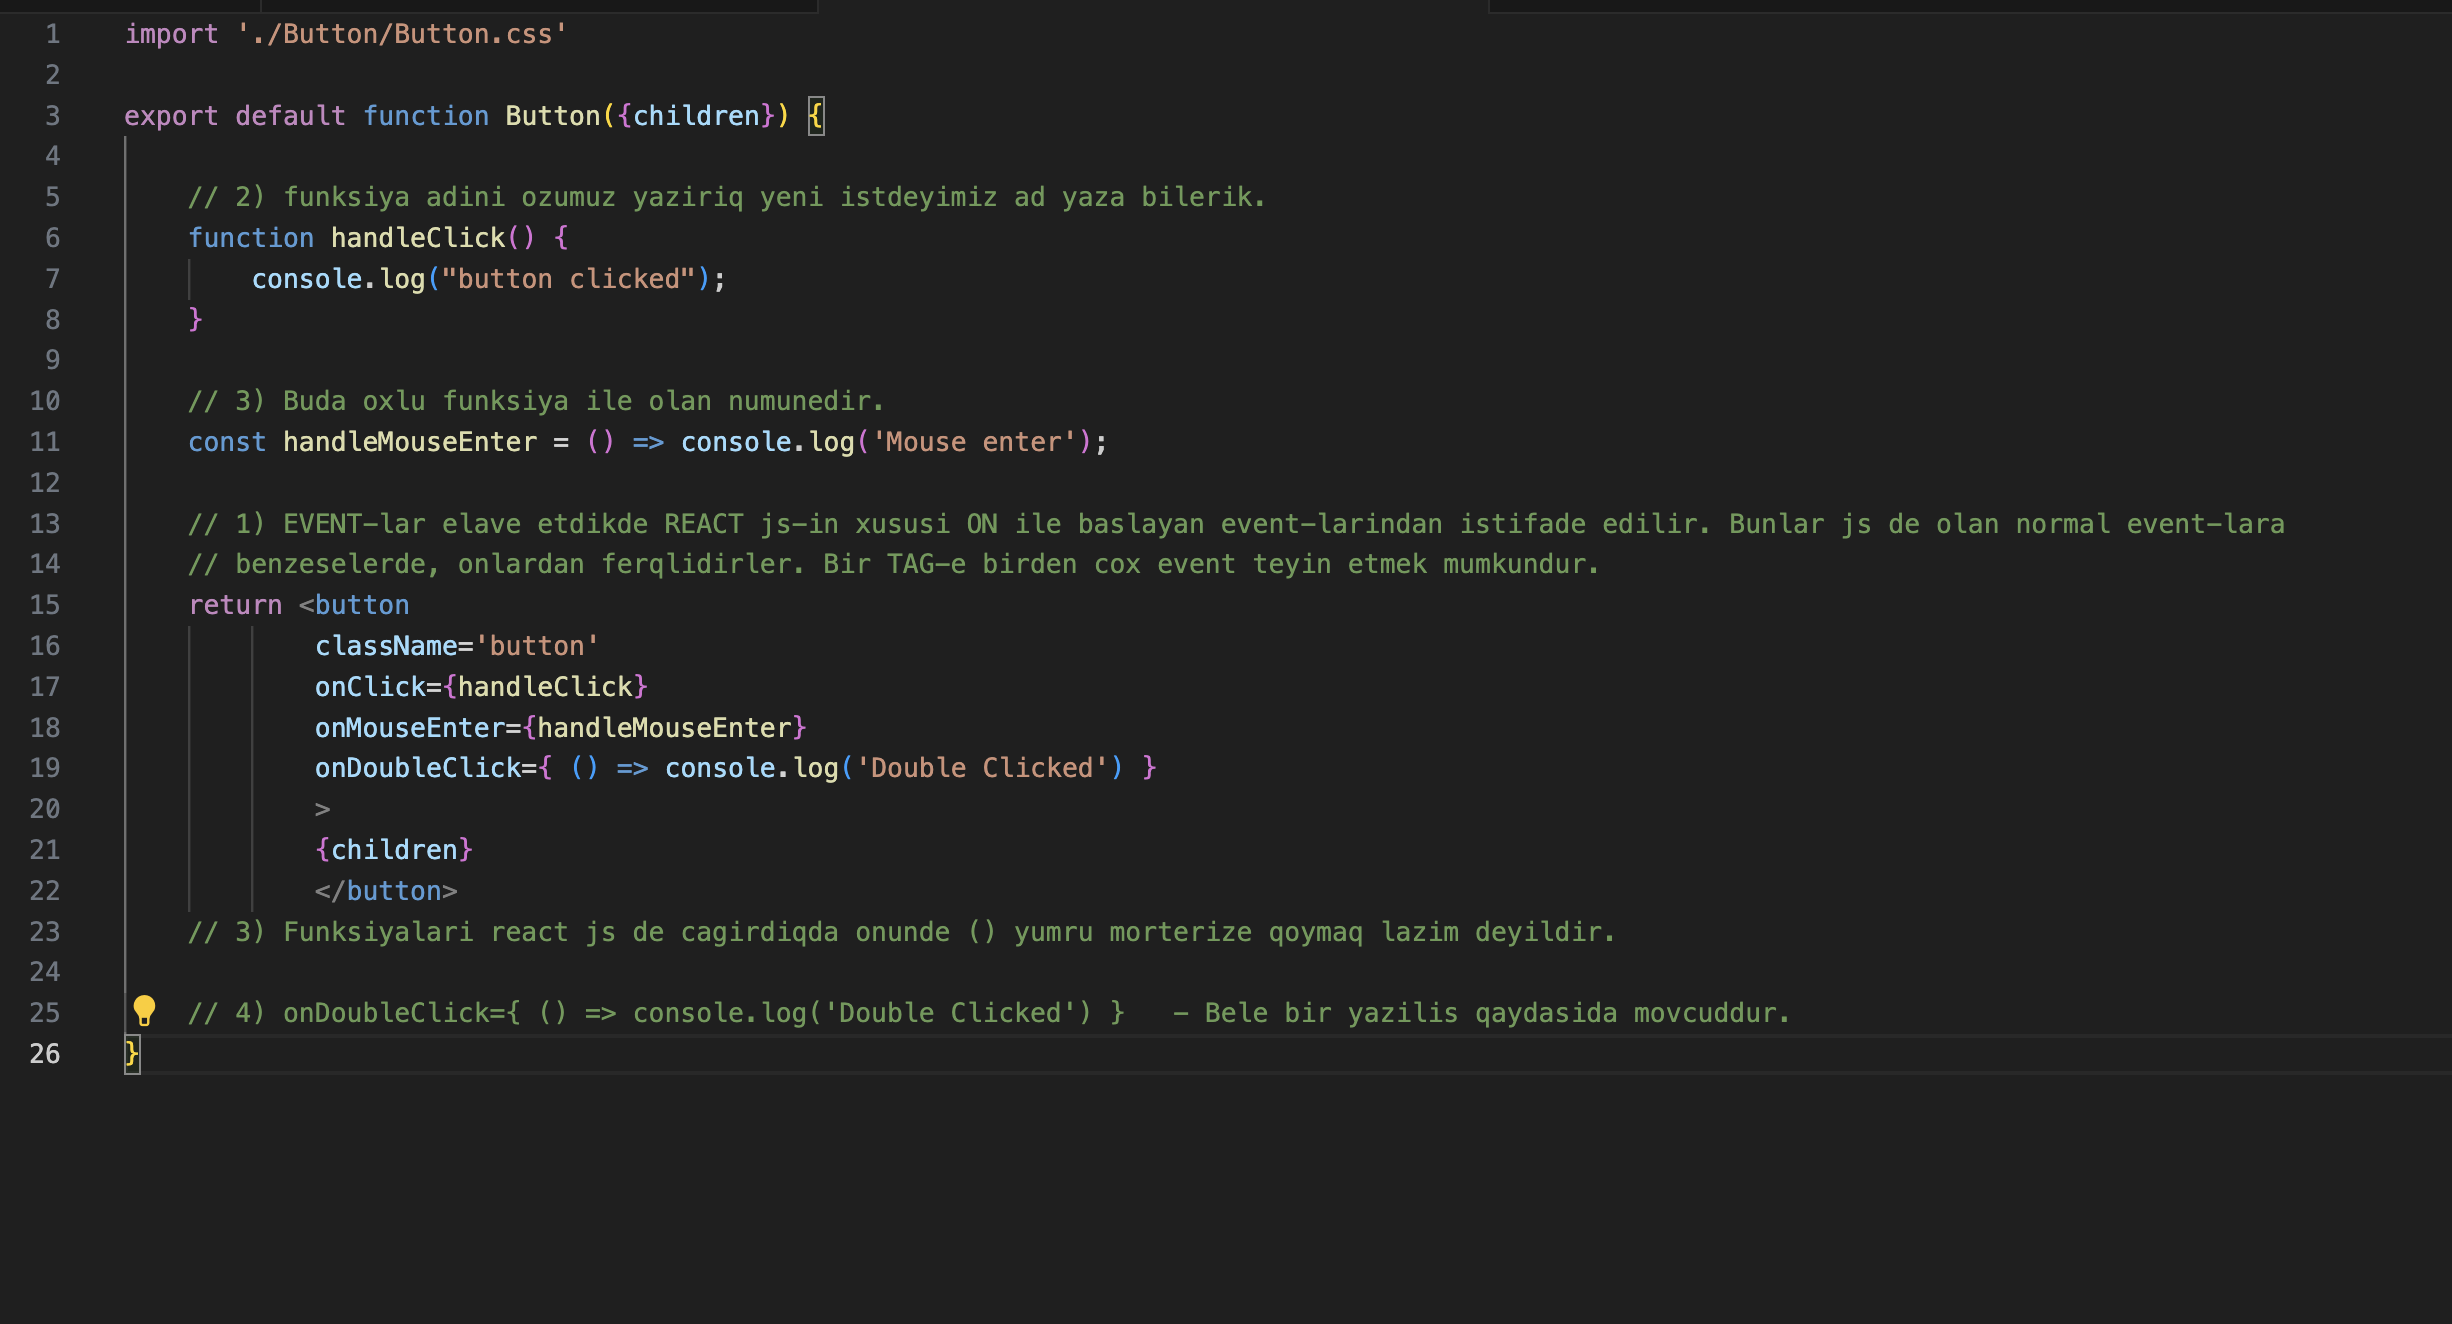 1 import './Button/Button.css'
2
3 export default function Button({children}) {
4
5 // 2) funksiya adini ozumuz yaziriq yeni istdeyimiz ad yaza bilerik.
6 function handleClick() {
7 console.log("button clicked");
8 }
9
10 // 3) Buda oxlu funksiya ile olan numunedir.
11 const handleMouseEnter = () => console.log('Mouse enter');
12
13 // 1) EVENT-lar elave etdikde REACT js-in xususi ON ile baslayan event-larindan istifade edilir. Bunlar js de olan normal event-lara
14 // benzeselerde, onlardan ferqlidirler. Bir TAG-e birden cox event teyin etmek mumkundur.
15 return <button
16 className='button'
17 onClick={handleClick}
18 onMouseEnter={handleMouseEnter}
19 onDoubleClick={ () => console.log('Double Clicked') }
20 >
21 {children}
22 </button>
23 // 3) Funksiyalari react js de cagirdiqda onunde () yumru morterize qoymaq lazim deyildir.
24
25 // 4) onDoubleClick={ () => console.log('Double Clicked') } - Bele bir yazilis qaydasida movcuddur.
26 }